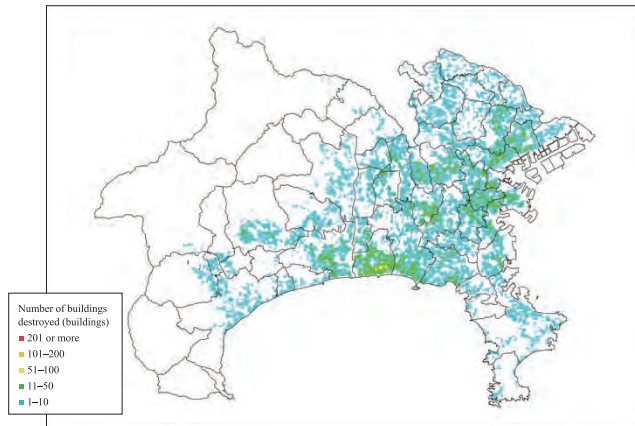 Number of buildings
destroyed (buildings)
201 or more
101–200
51–100
11–50
1–10